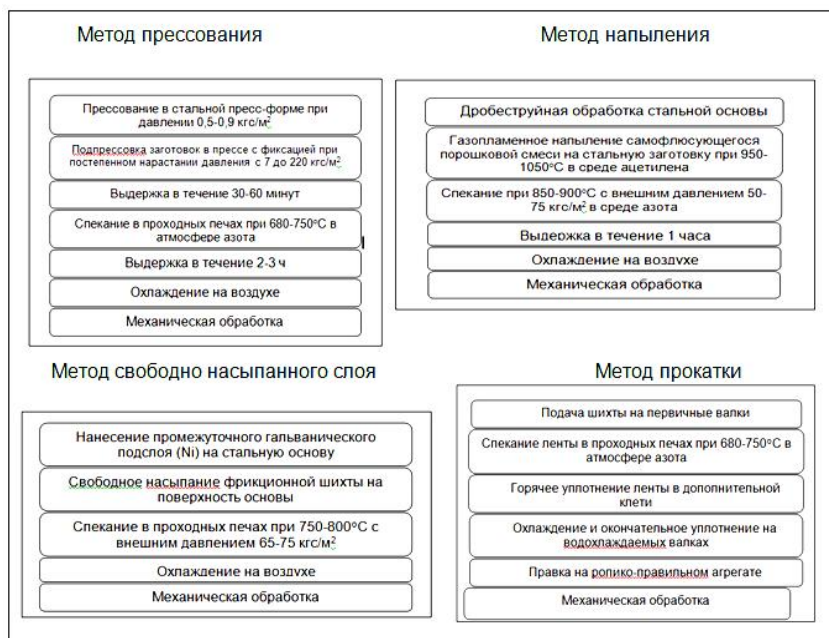 Метод прессования
Прессование в стальной пресс-форме при
давлении 0,5-0,9 кгс/м²
Подпрессовка заготовок в прессе с фиксацией при
постепенном нарастании давления с 7 до 220 кгс/м²
Выдержка в течение 30-60 минут
Спекание в проходных печах при 680-750°С в
атмосфере азота
Выдержка в течение 2-3 ч
Охлаждение на воздухе
Механическая обработка
Метод напыления
Дробеструйная обработка стальной основы
Газопламенное напыление самофлюсующегося
порошковой смеси на стальную заготовку при 950-
1050°С в среде ацетилена
Спекание при 850-900°С с внешним давлением 50-
75 кгс/м² в среде азота
Выдержка в течение 1 часа
Охлаждение на воздухе
Механическая обработка
Метод свободно насыпанного слоя
Нанесение промежуточного гальванического
подслоя (Ni) на стальную основу
Свободное насыпание фрикционной шихты на
поверхность основы
Спекание в проходных печах при 750-800°С с
внешним давлением 65-75 кгс/м²
Охлаждение на воздухе
Механическая обработка
Метод прокатки
Подача шихты на первичные валки
Спекание ленты в проходных печах при 680-750°С в
атмосфере азота
Горячее уплотнение ленты в дополнительной
клети
Охлаждение и окончательное уплотнение на
водохлаждаемых валках
Правка на ролико-правильном агрегате
Механическая обработка